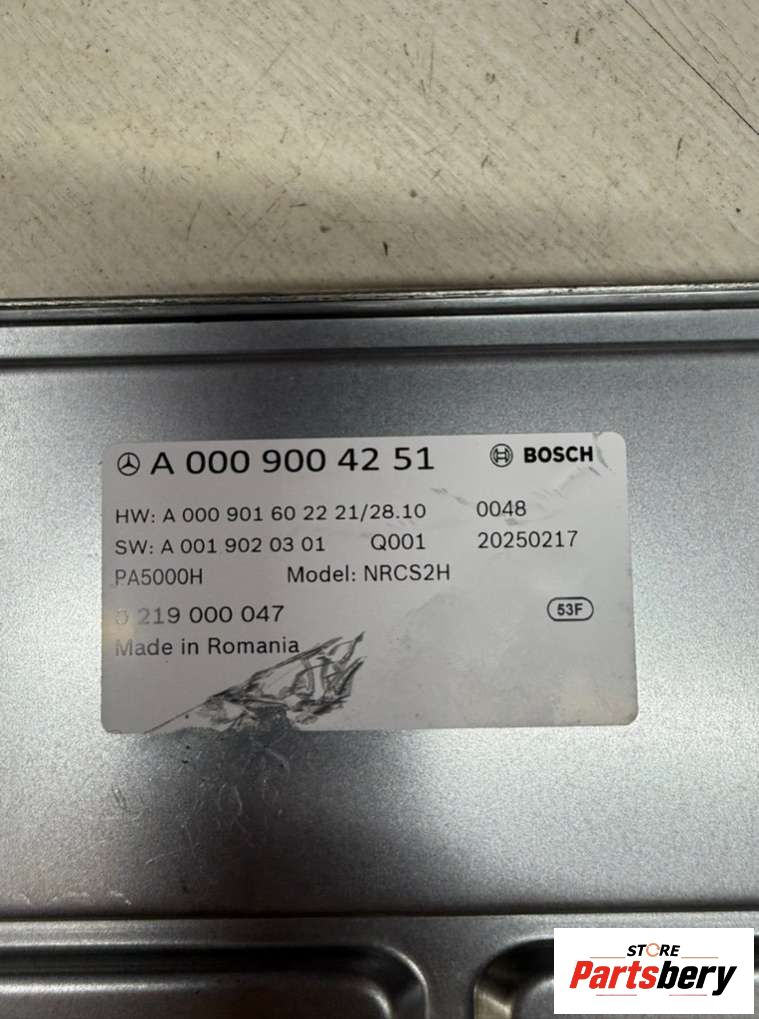 A 000 900 42 51 BOSCH
HW: A 000 901 60 22 21/28.10 0048
SW: A 001 902 03 01 Q001 20250217
PA5000H Model: NRCS2H
0 219 000 047 53F
Made in Romania
STORE
Partsbery